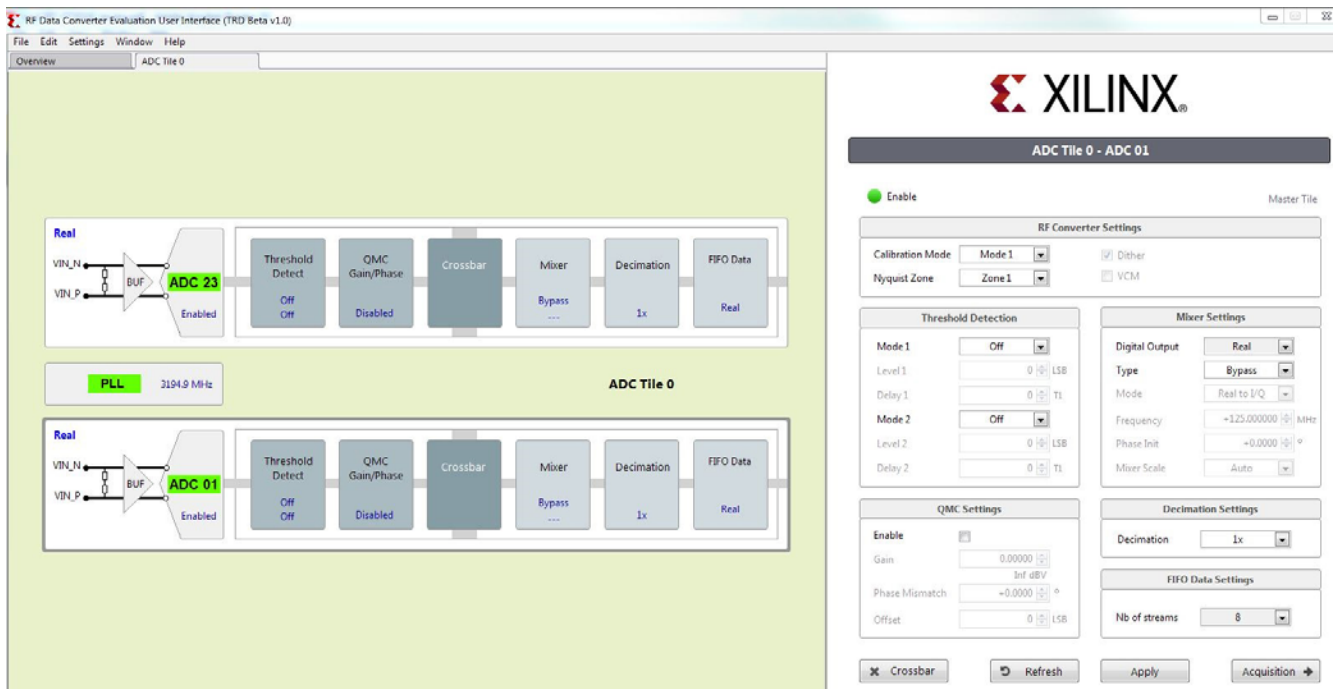 RF Data Converter Evaluation User Interface (TRD Beta v1.0)
File Edit Settings Window Help
Overview ADC Tile 0
Real
VIN_N
VIN_P
BUF
ADC 23
Enabled
Threshold Detect
Off
Off
QMC Gain/Phase
Disabled
Crossbar
Mixer
Bypass
---
Decimation
1x
FIFO Data
Real
PLL 3194.9 MHz
ADC Tile 0
Real
VIN_N
VIN_P
BUF
ADC 01
Enabled
Threshold Detect
Off
Off
QMC Gain/Phase
Disabled
Crossbar
Mixer
Bypass
---
Decimation
1x
FIFO Data
Real
XILINX®
ADC Tile 0 - ADC 01
Enable Master Tile
RF Converter Settings
Calibration Mode Mode1 Dither
Nyquist Zone Zone1 VCM
Threshold Detection
Mode 1 Off
Level 1 0 LSB
Delay 1 0 T1
Mode 2 Off
Level 2 0 LSB
Delay 2 0 T1
Mixer Settings
Digital Output Real
Type Bypass
Mode Real to I/Q
Frequency +125.000000 MHz
Phase Init +0.0000 °
Mixer Scale Auto
QMC Settings
Enable
Gain 0.00000
Inf dBV
Phase Mismatch +0.0000 °
Offset 0 LSB
Decimation Settings
Decimation 1x
FIFO Data Settings
Nb of streams 8
Crossbar Refresh Apply Acquisition